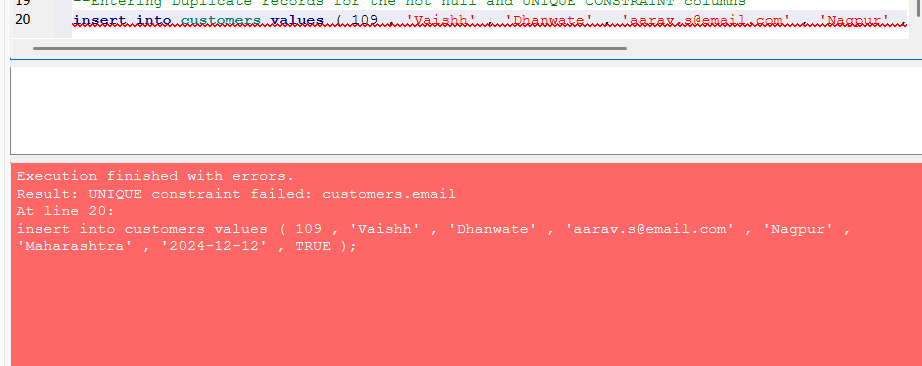 19 --Entering Duplicate records for the not null and UNIQUE CONSTRAINT columns
20 insert into customers values ( 109 , 'Vaishh' , 'Dhanwate' , 'aarav.s@email.com' , 'Nagpur' ,
Execution finished with errors.
Result: UNIQUE constraint failed: customers.email
At line 20:
insert into customers values ( 109 , 'Vaishh' , 'Dhanwate' , 'aarav.s@email.com' , 'Nagpur' ,
'Maharashtra' , '2024-12-12' , TRUE );